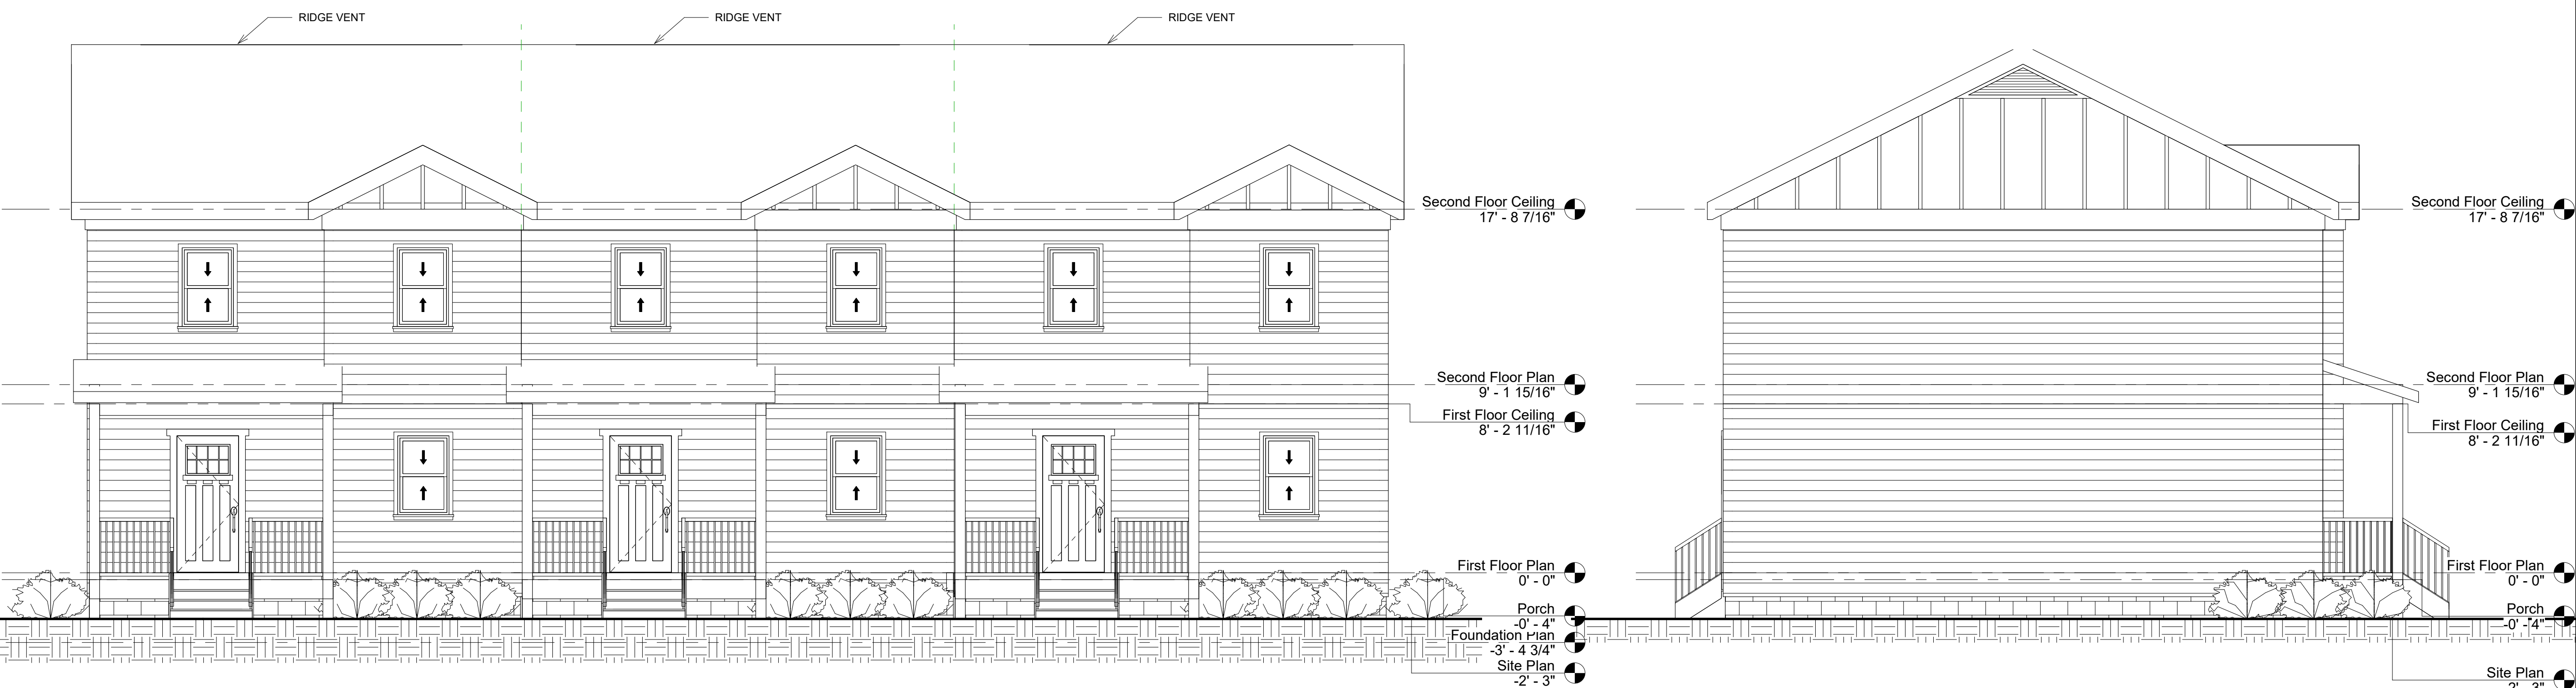 RIDGE VENT
RIDGE VENT
RIDGE VENT
Second Floor Ceiling
17' - 8 7/16"
Second Floor Plan
9' - 1 15/16"
First Floor Ceiling
8' - 2 11/16"
First Floor Plan
0' - 0"
Porch
-0' - 4"
Foundation Plan
-3' - 4 3/4"
Site Plan
-2' - 3"
Second Floor Ceiling
17' - 8 7/16"
Second Floor Plan
9' - 1 15/16"
First Floor Ceiling
8' - 2 11/16"
First Floor Plan
0' - 0"
Porch
-0' - 4"
Site Plan